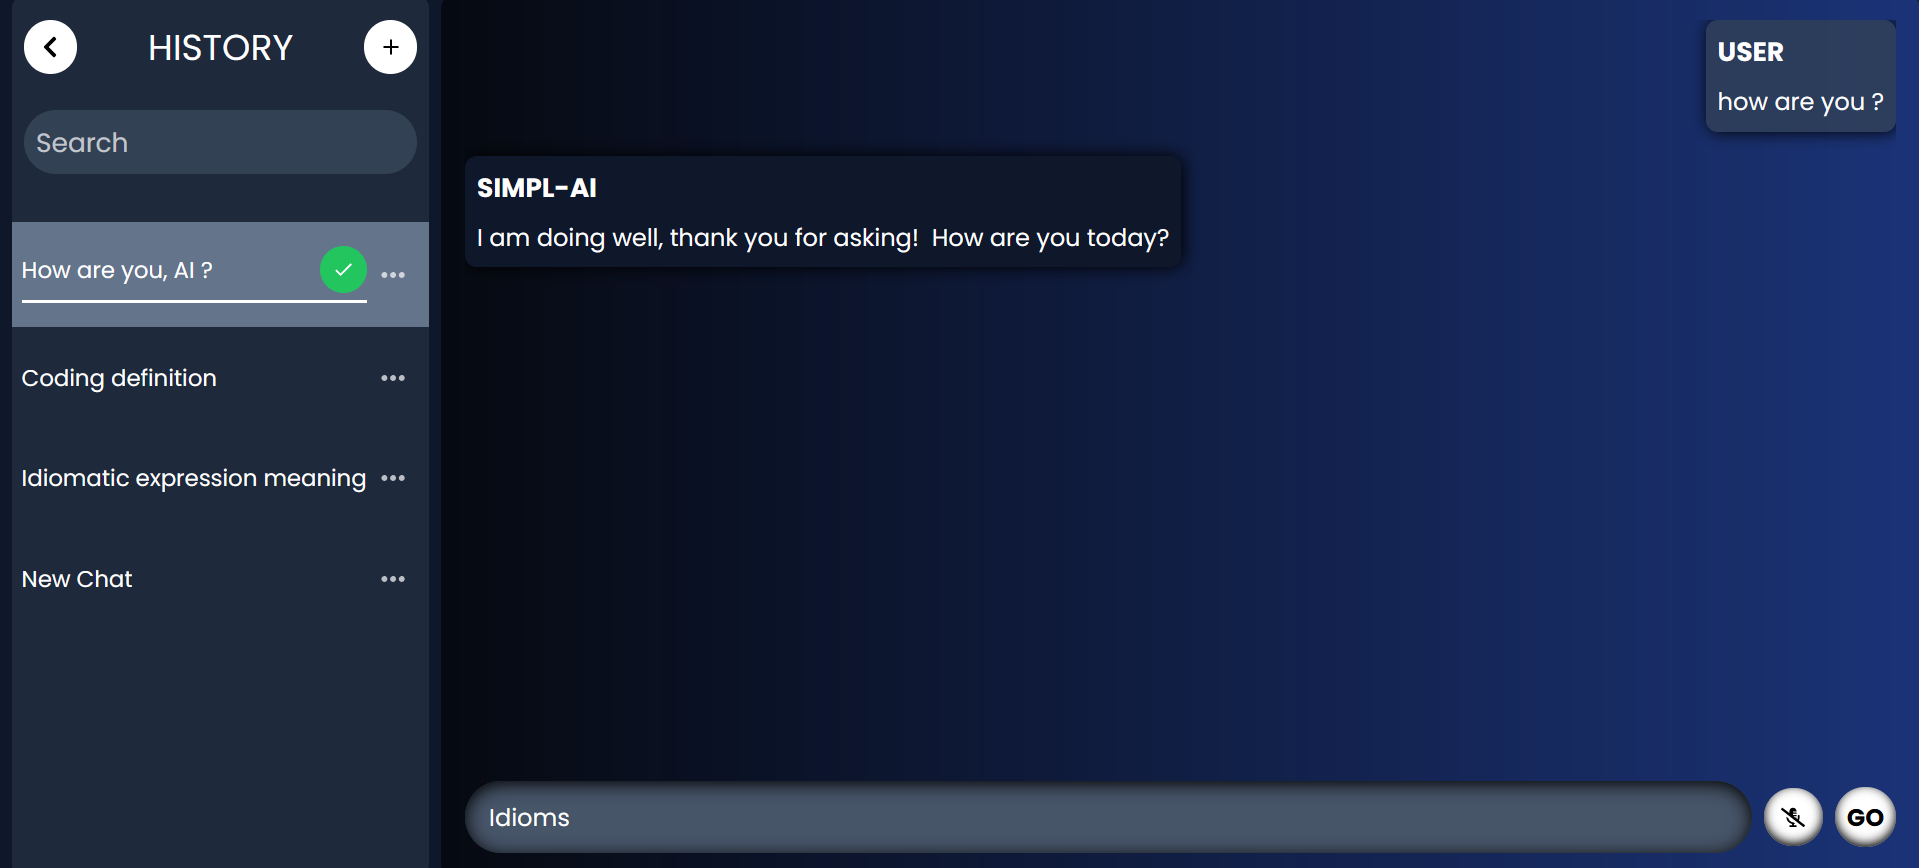 HISTORY
+
Search
How are you, AI ?
Coding definition
Idiomatic expression meaning
New Chat
USER
how are you ?
SIMPL-AI
I am doing well, thank you for asking!  How are you today?
Idioms
GO